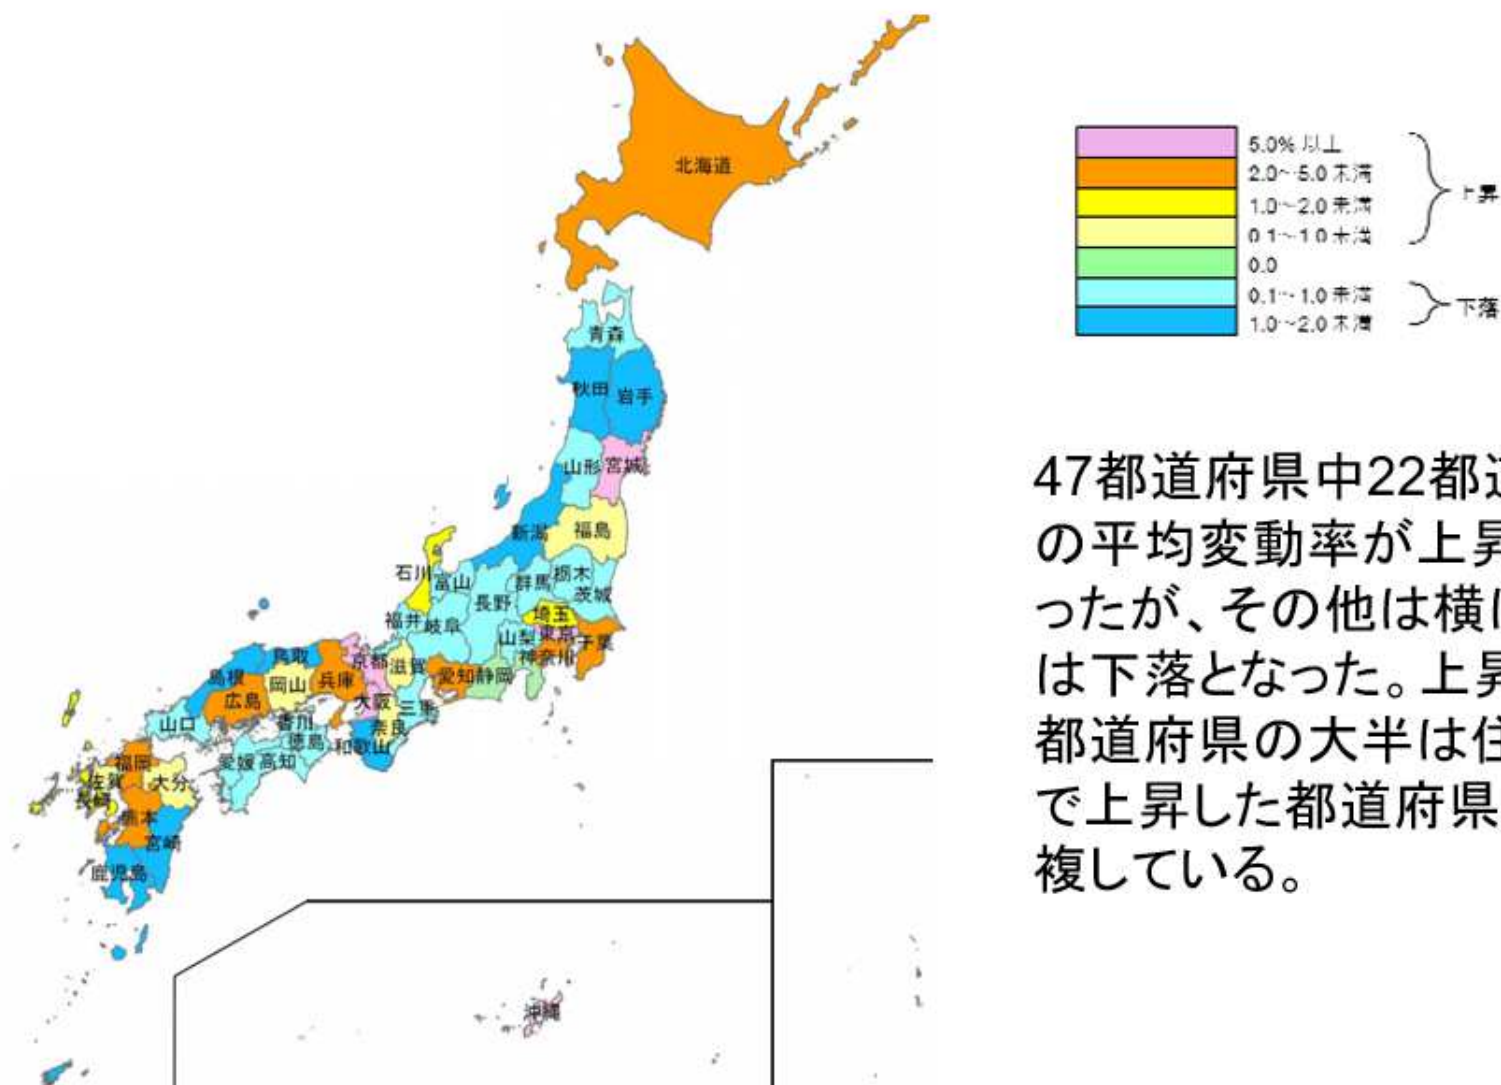 北海道
5.0% 以上
2.0~5.0 未満
1.0~2.0 未満
0.1~1.0 未満
上昇
0.0
0.1~1.0 未満
1.0~2.0 未満
下落
青森
秋田
岩手
山形
宮城
新潟
福島
石川
富山
群馬
栃木
茨城
長野
埼玉
福井
岐阜
山梨
東京
千葉
神奈川
京都
滋賀
愛知
静岡
鳥取
島根
岡山
兵庫
広島
大阪
三重
奈良
山口
香川
徳島
和歌山
愛媛
高知
福岡
佐賀
大分
長崎
熊本
宮崎
鹿児島
沖縄
47都道府県中22都道
の平均変動率が上昇
ったが、その他は横
は下落となった。上昇
都道府県の大半は住
で上昇した都道府県
複している。